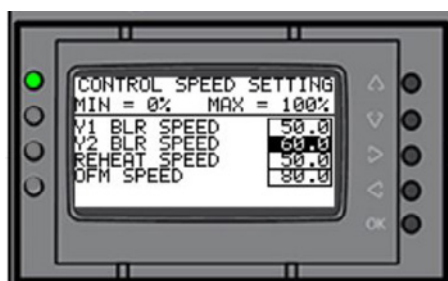 CONTROL SPEED SETTING
MIN = 0% MAX = 100%
Y1 BLR SPEED 50.0
Y2 BLR SPEED 60.0
REHEAT SPEED 50.0
OFM SPEED 80.0
OK